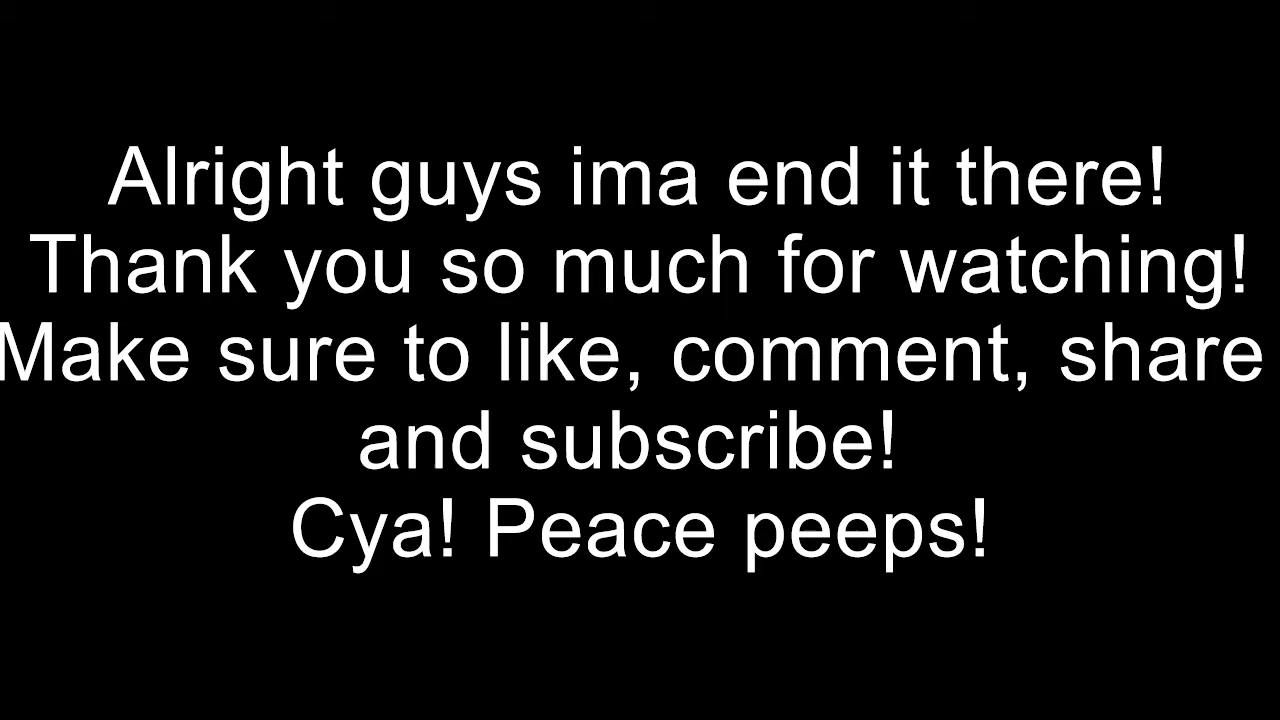 Alright guys ima end it there!
Thank you so much for watching!
Make sure to like, comment, share
and subscribe!
Cya! Peace peeps!